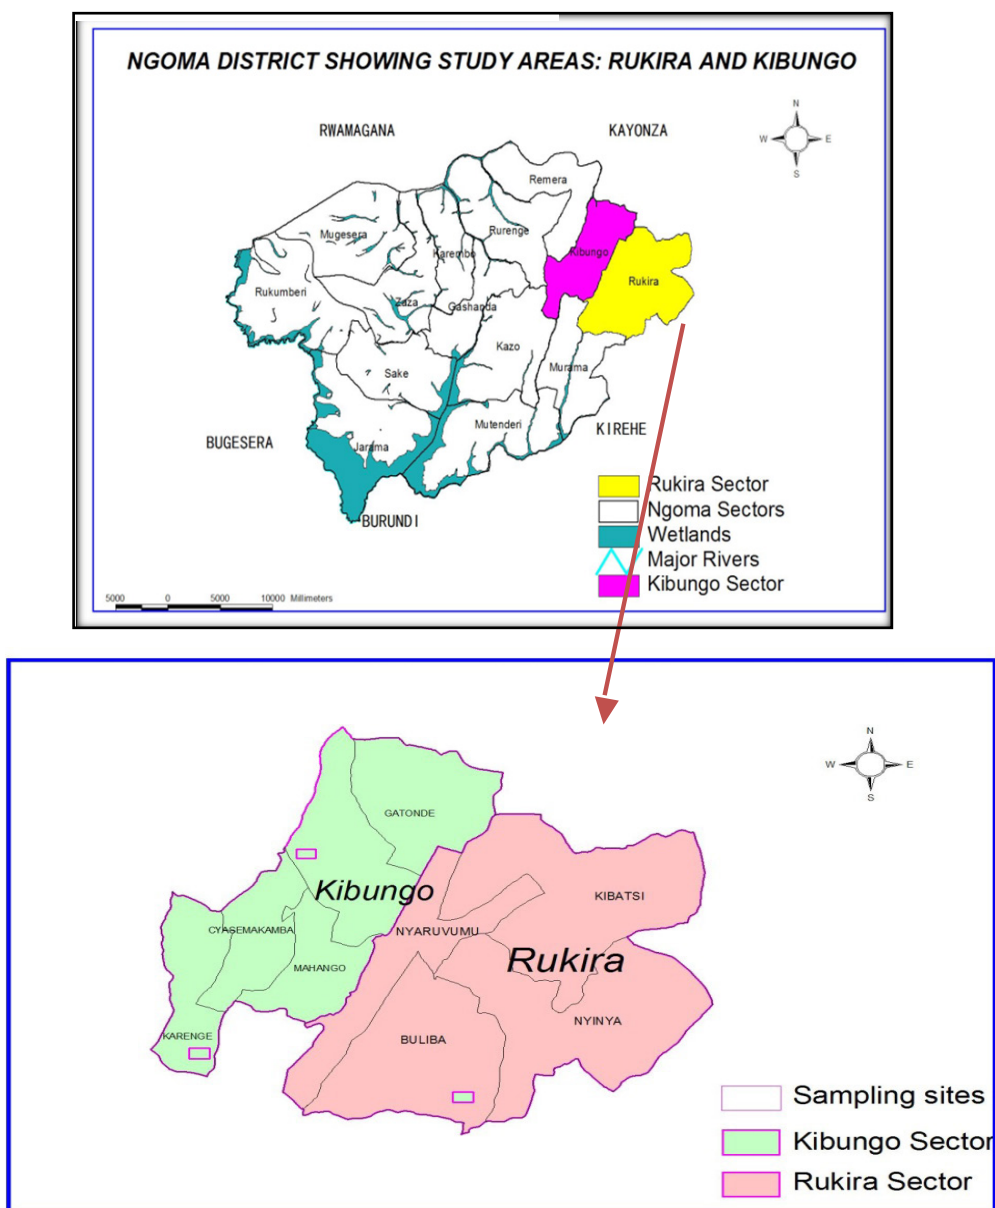 NGOMA DISTRICT SHOWING STUDY AREAS: RUKIRA AND KIBUNGO
RWAMAGANA
KAYONZA
N
W E
S
Remera
Rurenge
Mugesera
Karembo
Kibungo
Rukira
Rukumberi
Zaza
Gashanda
Kazo
Sake
Murama
Mutenderi
KIREHE
BUGESERA
Jarama
BURUNDI
Rukira Sector
Ngoma Sectors
Wetlands
Major Rivers
Kibungo Sector
5000 0 5000 10000 Millimeters
N
W E
S
GATONDE
Kibungo
KIBATSI
CYASEMAKAMBA
NYARUVUMU
Rukira
MAHANGO
NYINYA
KARENGE
BULIBA
Sampling sites
Kibungo Sector
Rukira Sector